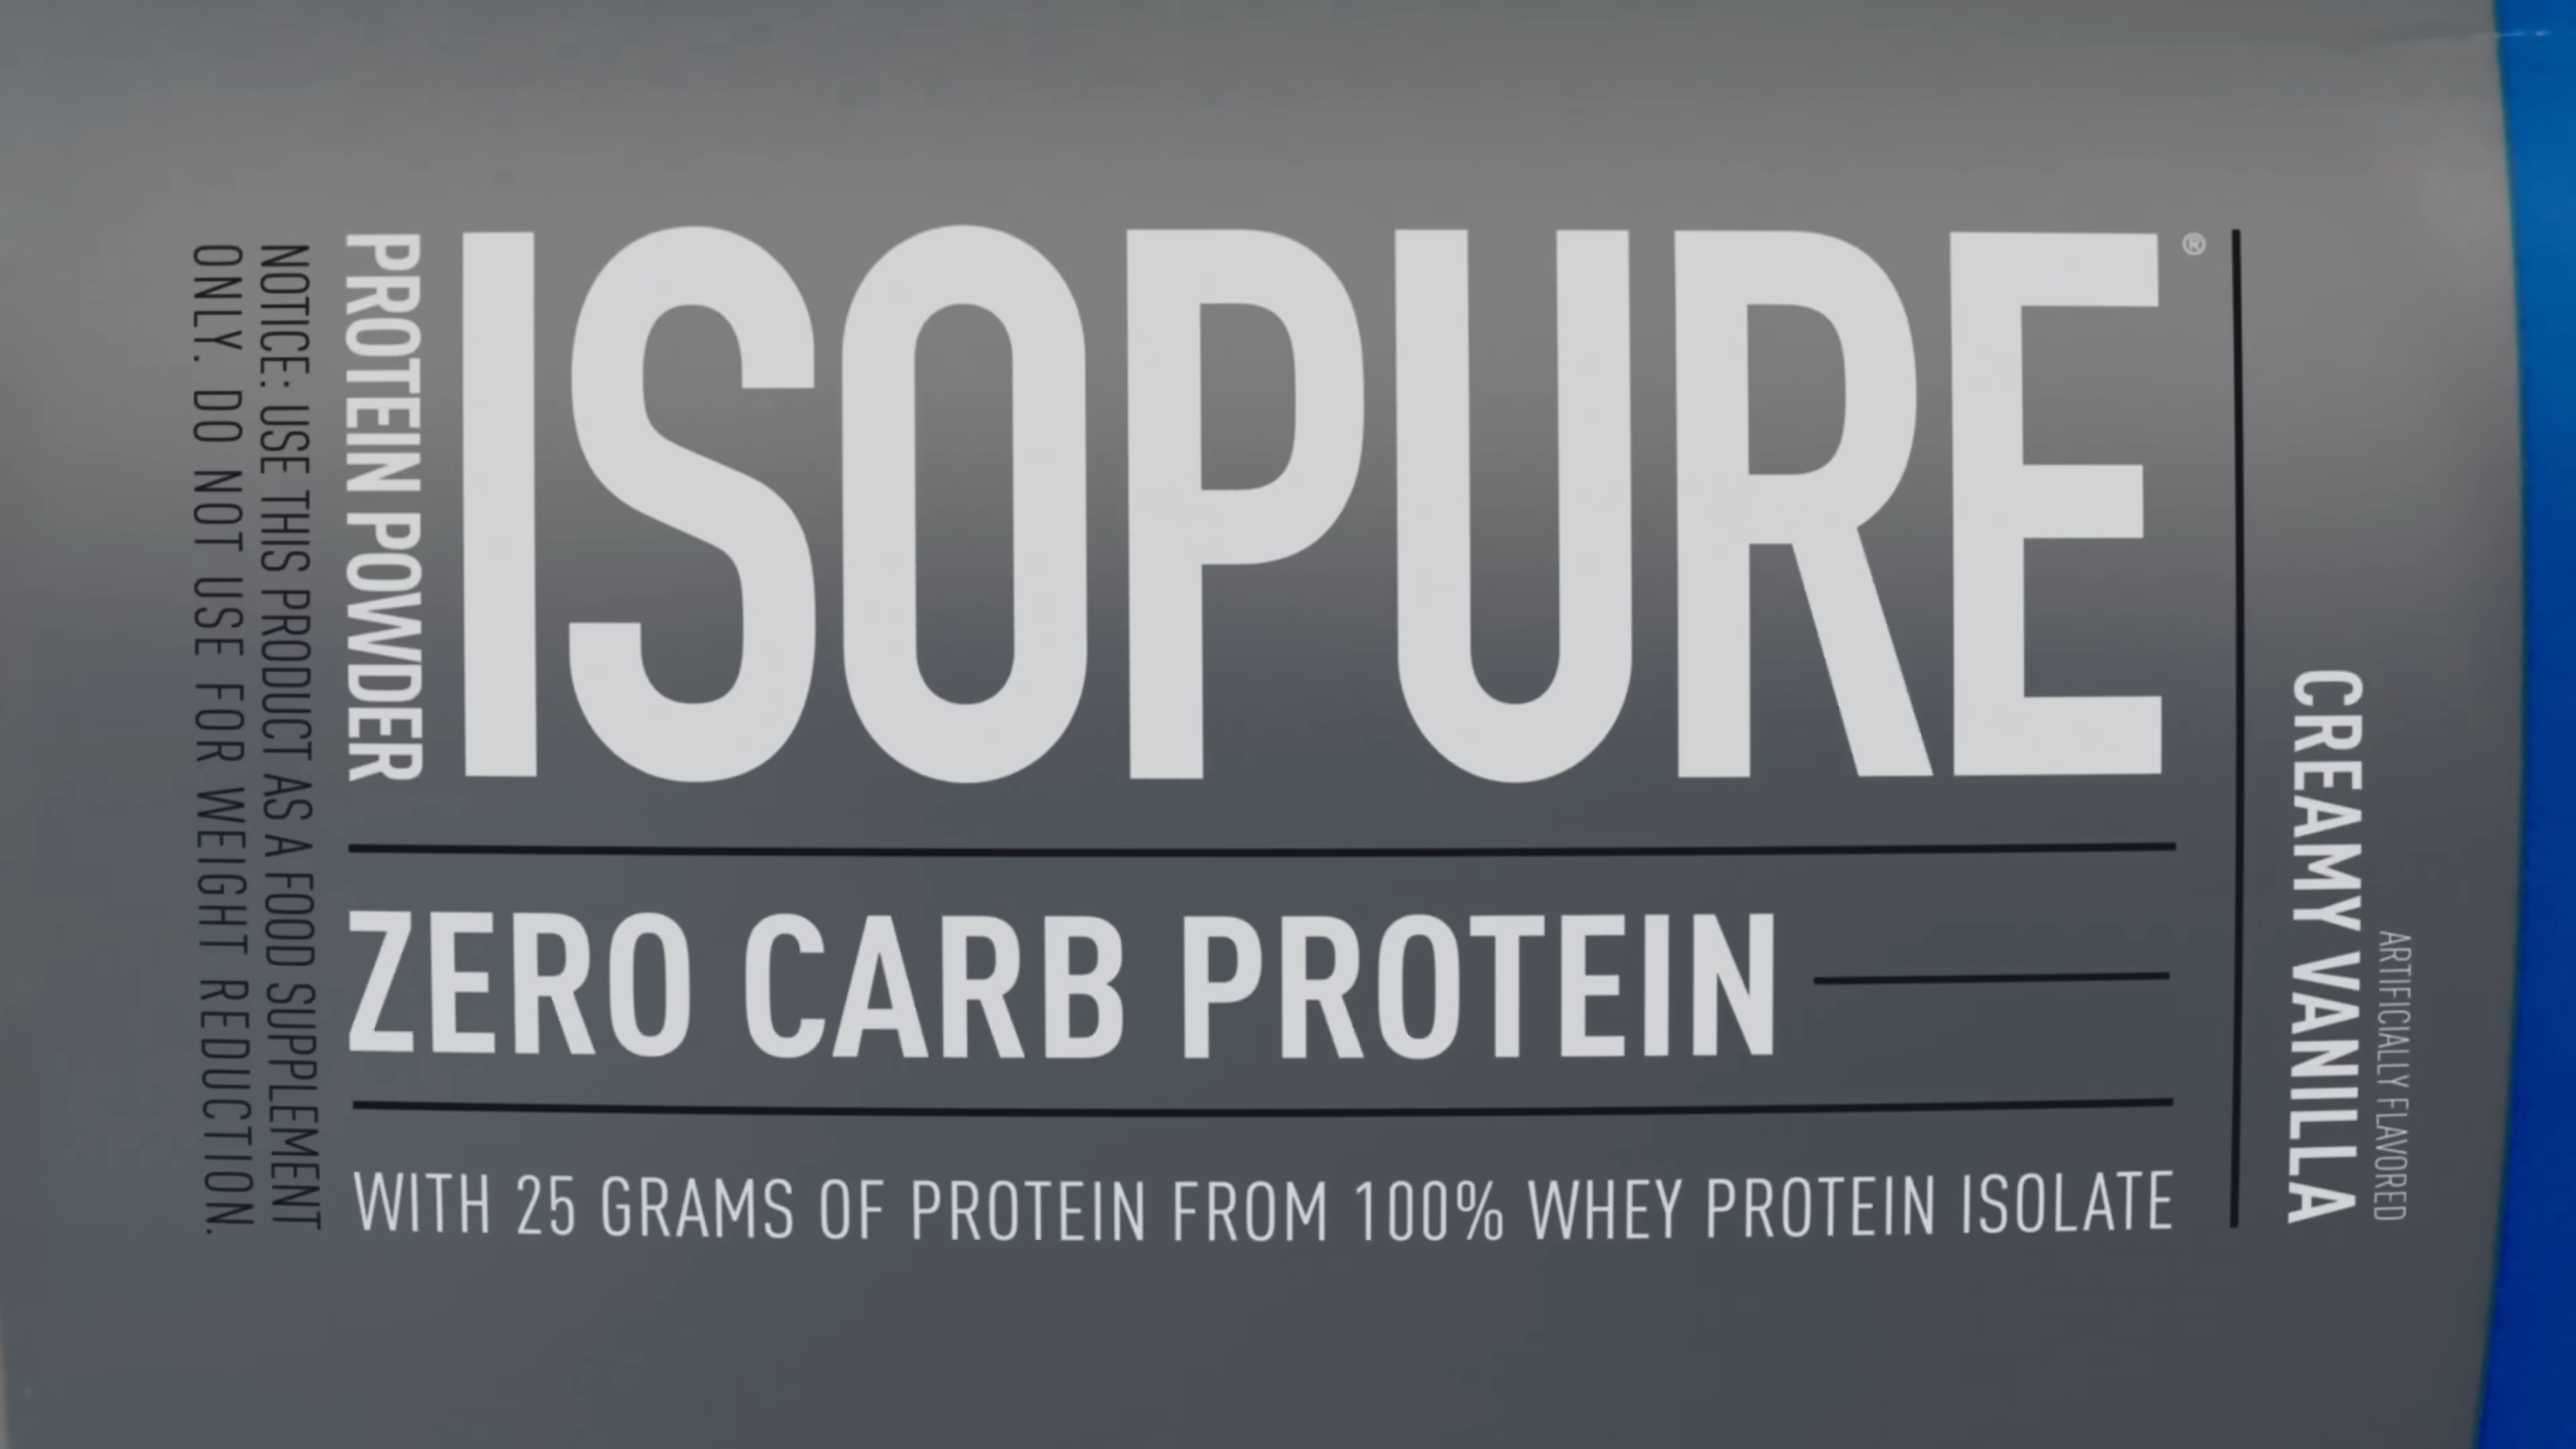 NOTICE: USE THIS PRODUCT AS A FOOD SUPPLEMENT
ONLY. DO NOT USE FOR WEIGHT REDUCTION.
PROTEIN POWDER
ISOPURE®
ZERO CARB PROTEIN
WITH 25 GRAMS OF PROTEIN FROM 100% WHEY PROTEIN ISOLATE
CREAMY VANILLA
ARTIFICIALLY FLAVORED